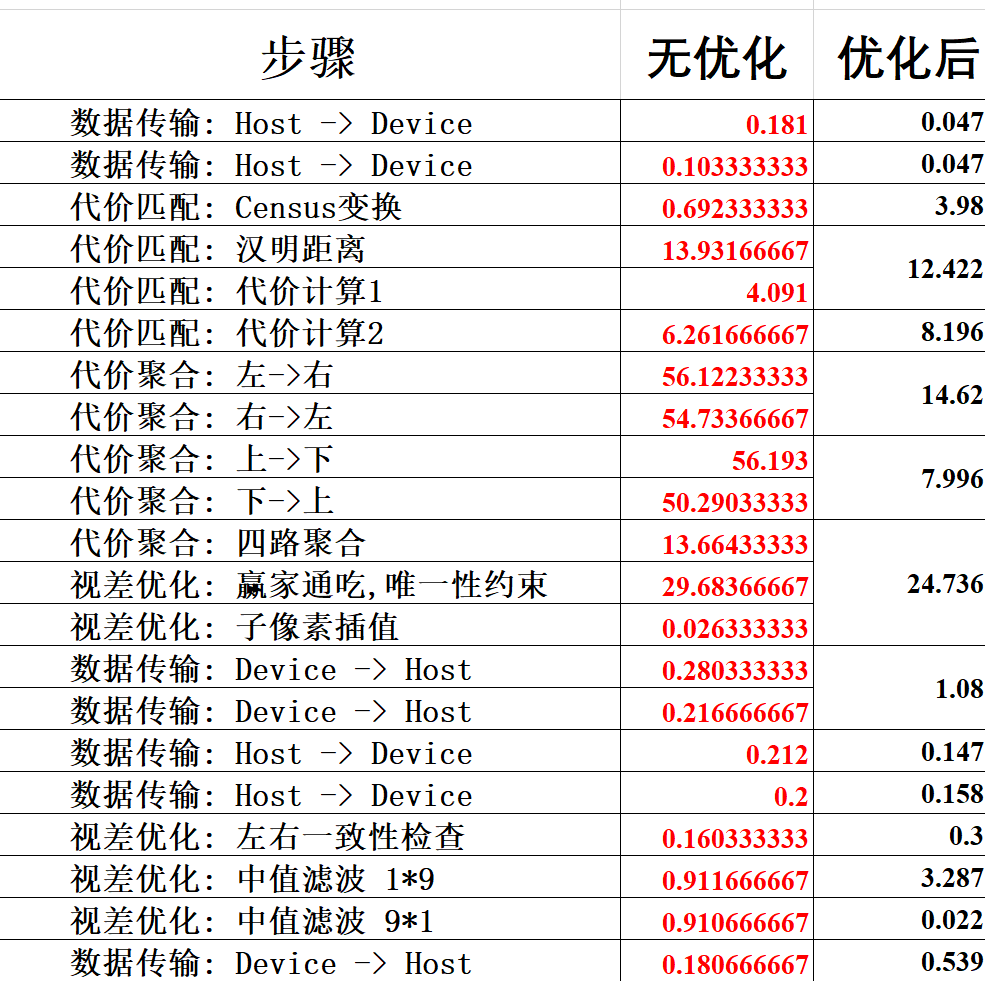 步骤 无优化 优化后
数据传输: Host -> Device 0.181 0.047
数据传输: Host -> Device 0.103333333 0.047
代价匹配: Census变换 0.692333333 3.98
代价匹配: 汉明距离 13.93166667 12.422
代价匹配: 代价计算1 4.091
代价匹配: 代价计算2 6.261666667 8.196
代价聚合: 左->右 56.12233333 14.62
代价聚合: 右->左 54.73366667
代价聚合: 上->下 56.193 7.996
代价聚合: 下->上 50.29033333
代价聚合: 四路聚合 13.66433333 24.736
视差优化: 赢家通吃,唯一性约束 29.68366667
视差优化: 子像素插值 0.026333333
数据传输: Device -> Host 0.280333333 1.08
数据传输: Device -> Host 0.216666667
数据传输: Host -> Device 0.212 0.147
数据传输: Host -> Device 0.2 0.158
视差优化: 左右一致性检查 0.160333333 0.3
视差优化: 中值滤波 1*9 0.911666667 3.287
视差优化: 中值滤波 9*1 0.910666667 0.022
数据传输: Device -> Host 0.180666667 0.539